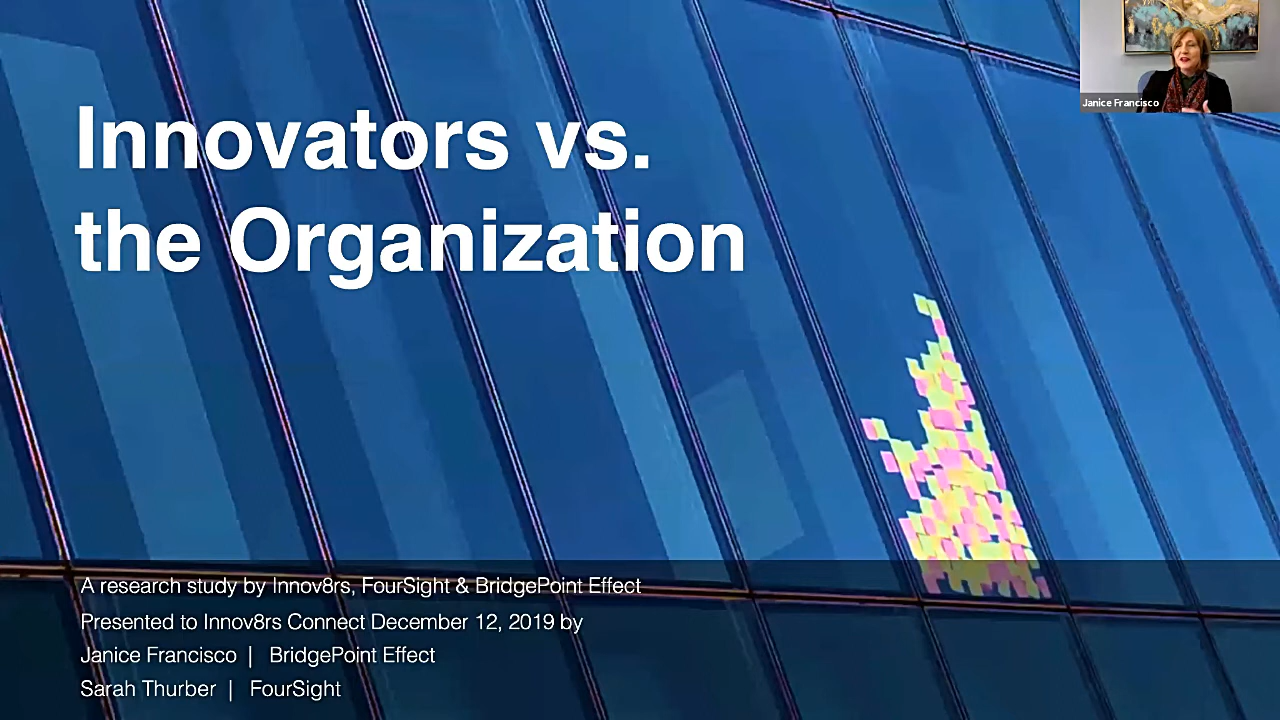 Innovators vs.
the Organization
Janice Francisco
A research study by Innov8rs, FourSight & BridgePoint Effect
Presented to Innov8rs Connect December 12, 2019 by
Janice Francisco | BridgePoint Effect
Sarah Thurber | FourSight